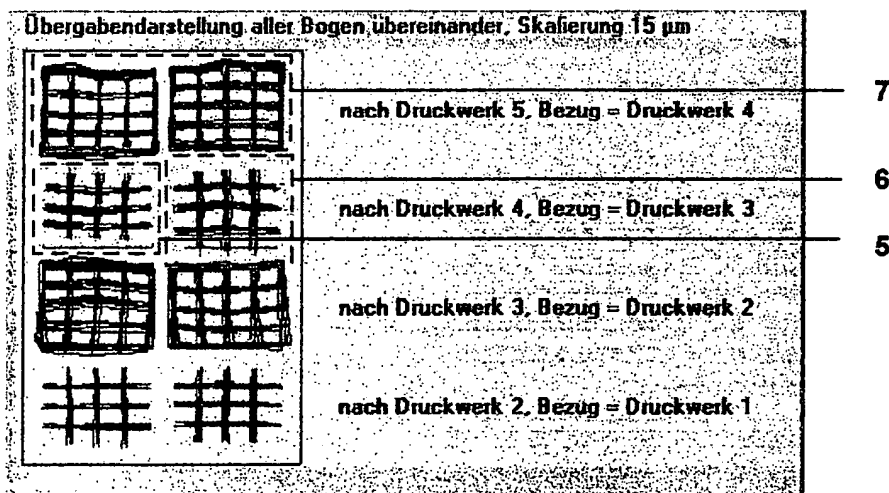 Übergabendarstellung aller Bogen übereinander, Skalierung 15 µm
7
nach Druckwerk 5, Bezug = Druckwerk 4
6
nach Druckwerk 4, Bezug = Druckwerk 3
5
nach Druckwerk 3, Bezug = Druckwerk 2
nach Druckwerk 2, Bezug = Druckwerk 1